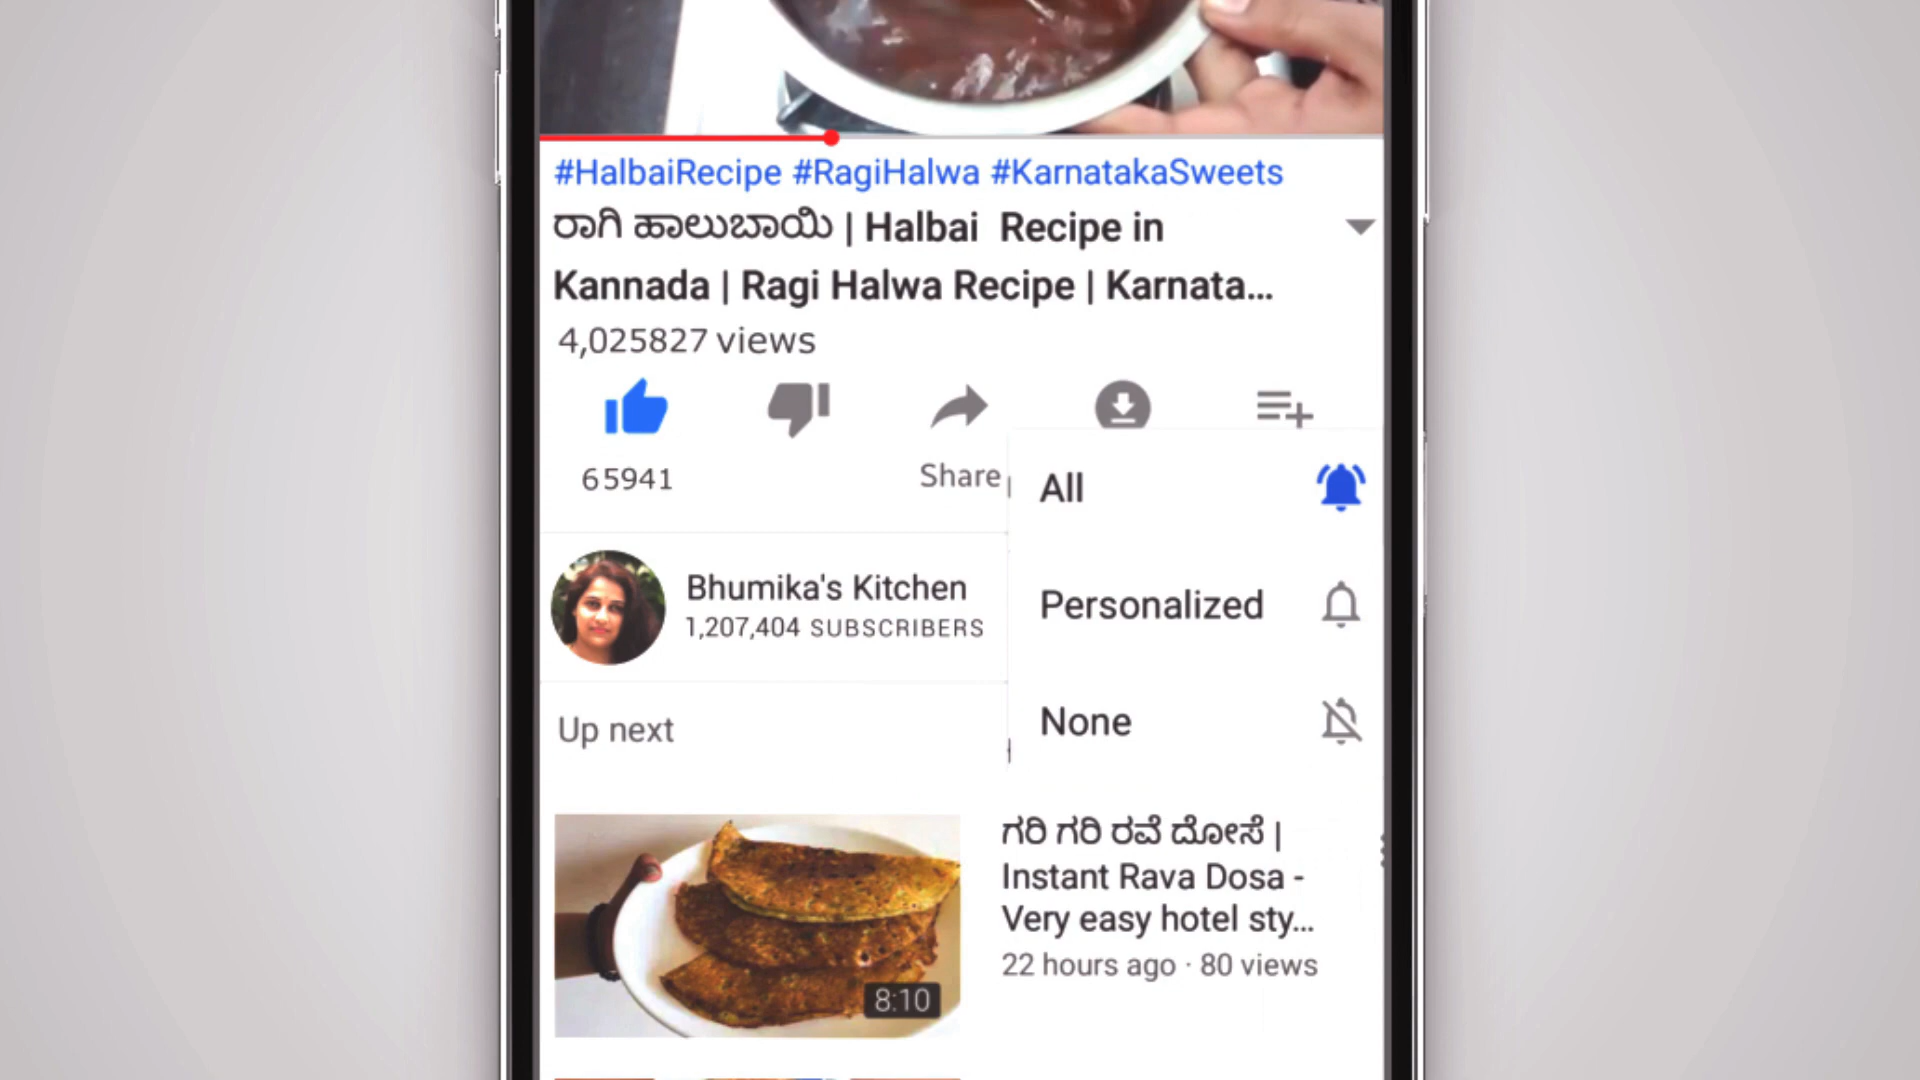 #HalbaiRecipe #RagiHalwa #KarnatakaSweets
ರಾಗಿ ಹಾಲುಬಾಯಿ | Halbai Recipe in
Kannada | Ragi Halwa Recipe | Karnata...
4,025827 views
65941
Share
All
Personalized
None
Bhumika's Kitchen
1,207,404 SUBSCRIBERS
Up next
8:10
ಗರಿ ಗರಿ ರವೆ ದೋಸೆ |
Instant Rava Dosa -
Very easy hotel sty...
22 hours ago · 80 views